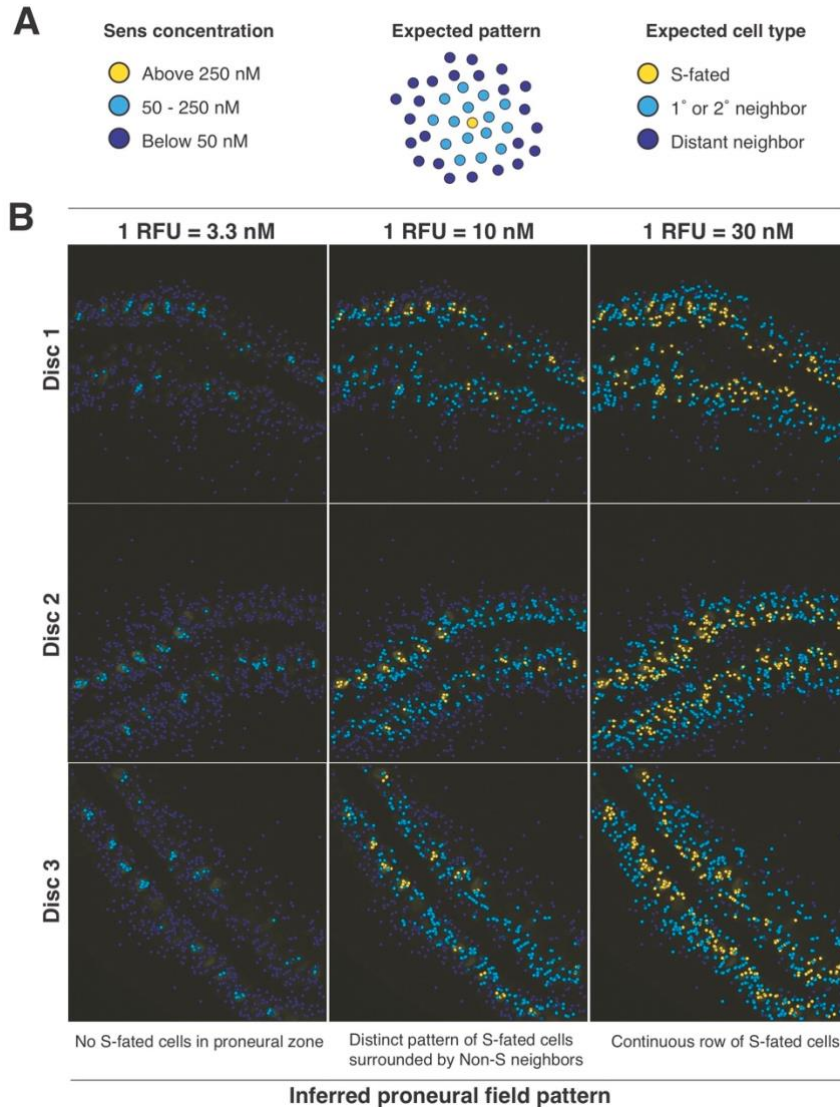 A
Sens concentration
Above 250 nM
50 - 250 nM
Below 50 nM
Expected pattern
Expected cell type
S-fated
1° or 2° neighbor
Distant neighbor
B
1 RFU = 3.3 nM
1 RFU = 10 nM
1 RFU = 30 nM
Disc 1
Disc 2
Disc 3
No S-fated cells in proneural zone
Distinct pattern of S-fated cells
surrounded by Non-S neighbors
Continuous row of S-fated cells
Inferred proneural field pattern